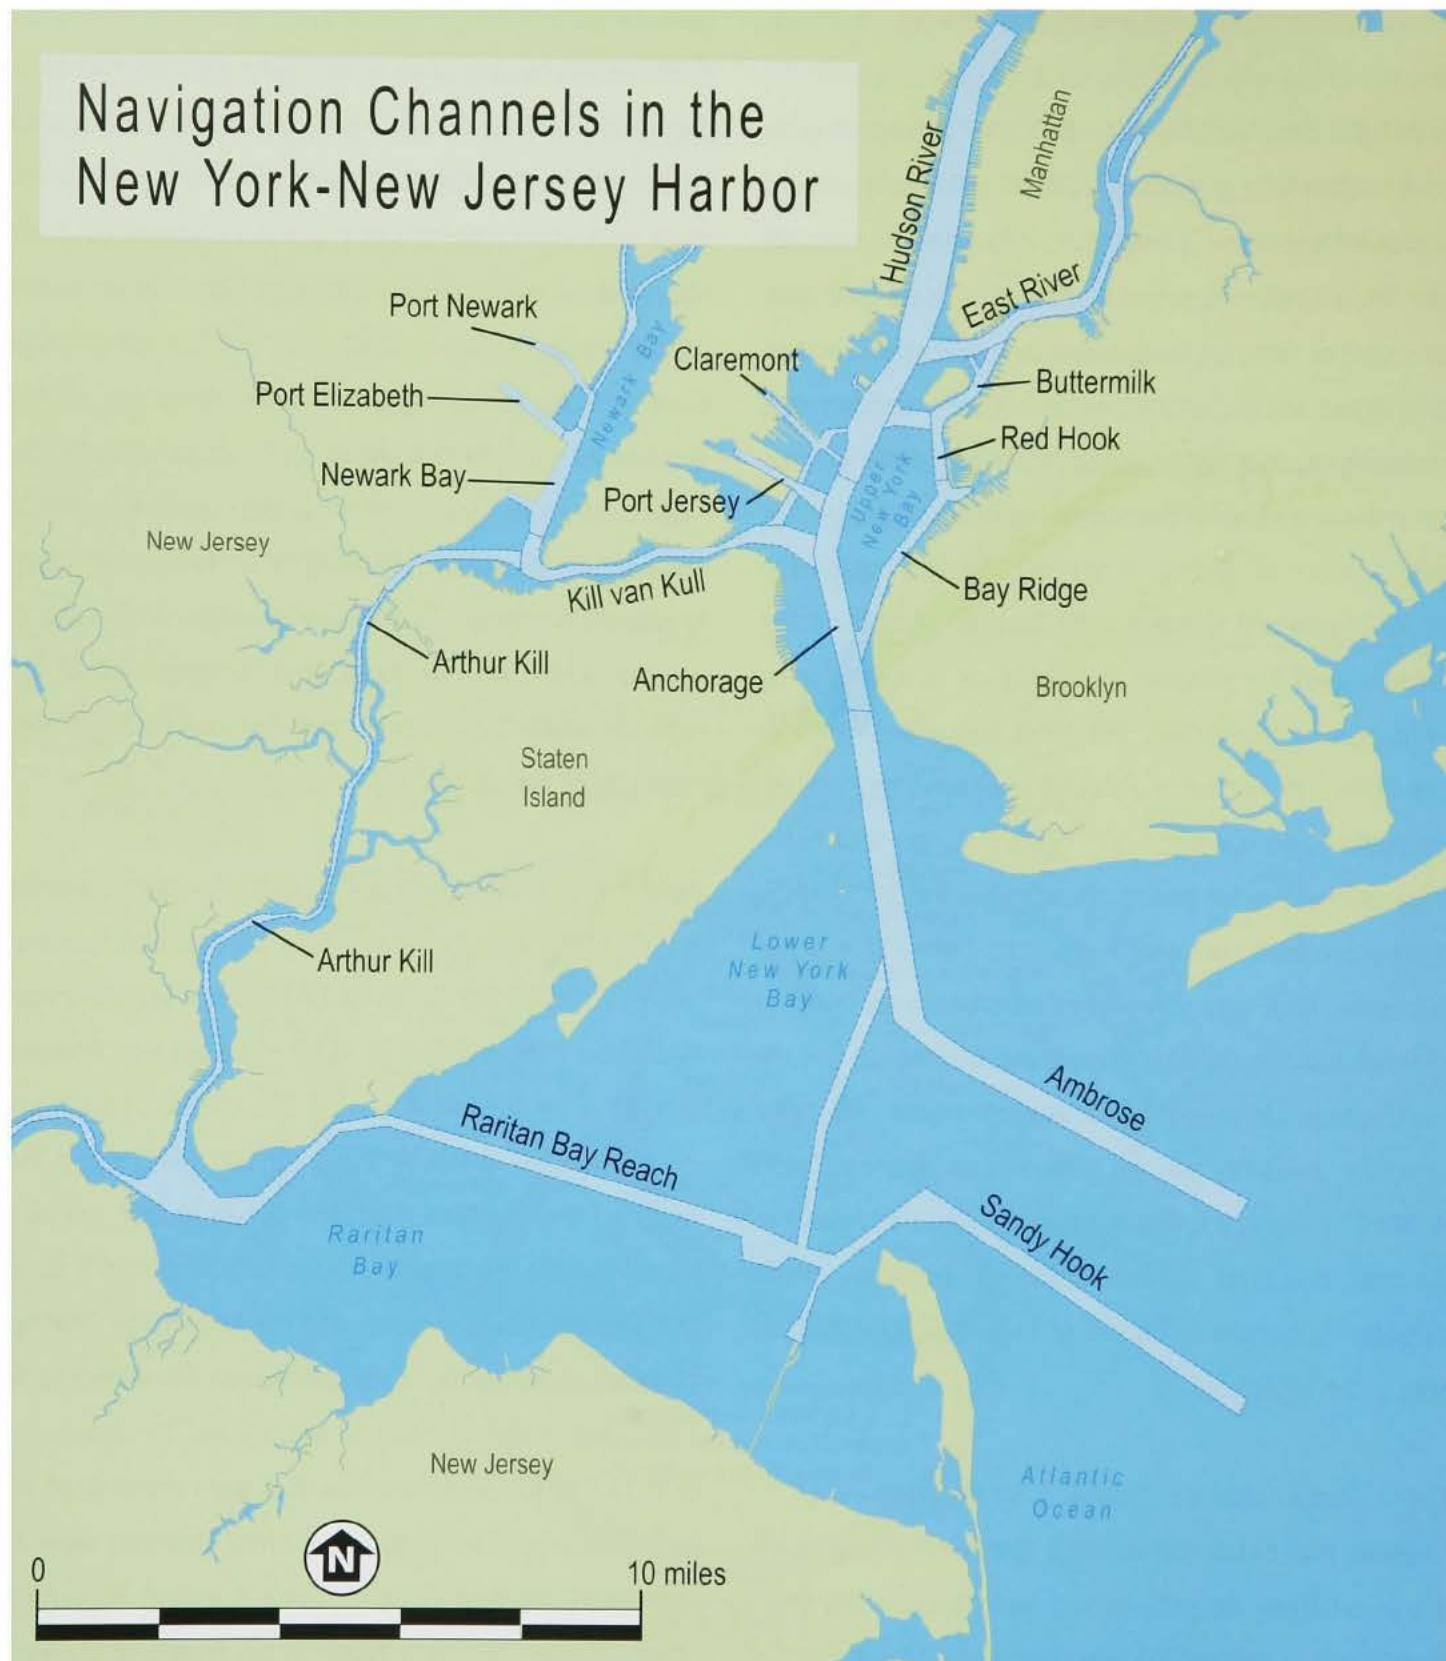 Navigation Channels in the
New York-New Jersey Harbor
Hudson River
Manhattan
East River
Port Newark
Newark Bay
Claremont
Port Elizabeth
Buttermilk
Red Hook
Newark Bay
Port Jersey
Upper
New York
Bay
New Jersey
Kill van Kull
Bay Ridge
Arthur Kill
Anchorage
Brooklyn
Staten
Island
Arthur Kill
Lower
New York
Bay
Ambrose
Raritan Bay Reach
Sandy Hook
Raritan
Bay
New Jersey
Atlantic
Ocean
N
0
10 miles